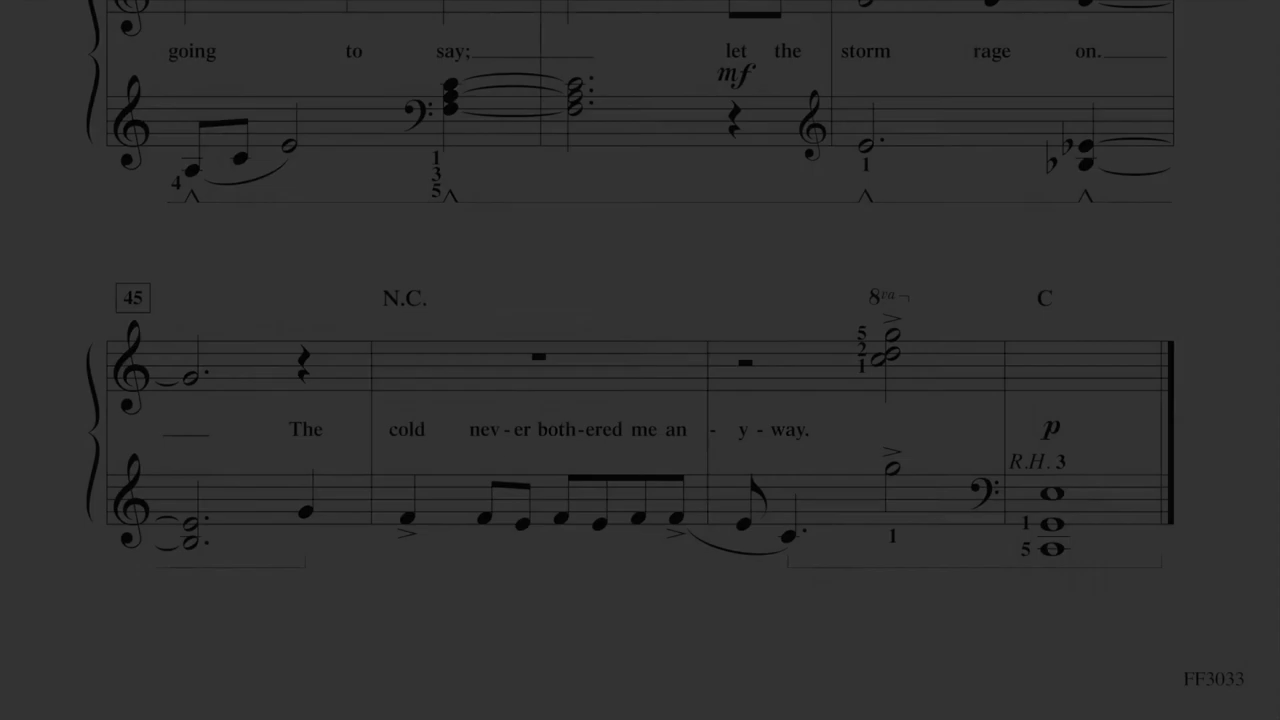 going to say; let the storm rage on.
mf
4
1
3
5
1
45 N.C. 8va C
5
2
1
The cold nev - er both - ered me an - y - way. p
R.H. 3
1
1
5
FF3033